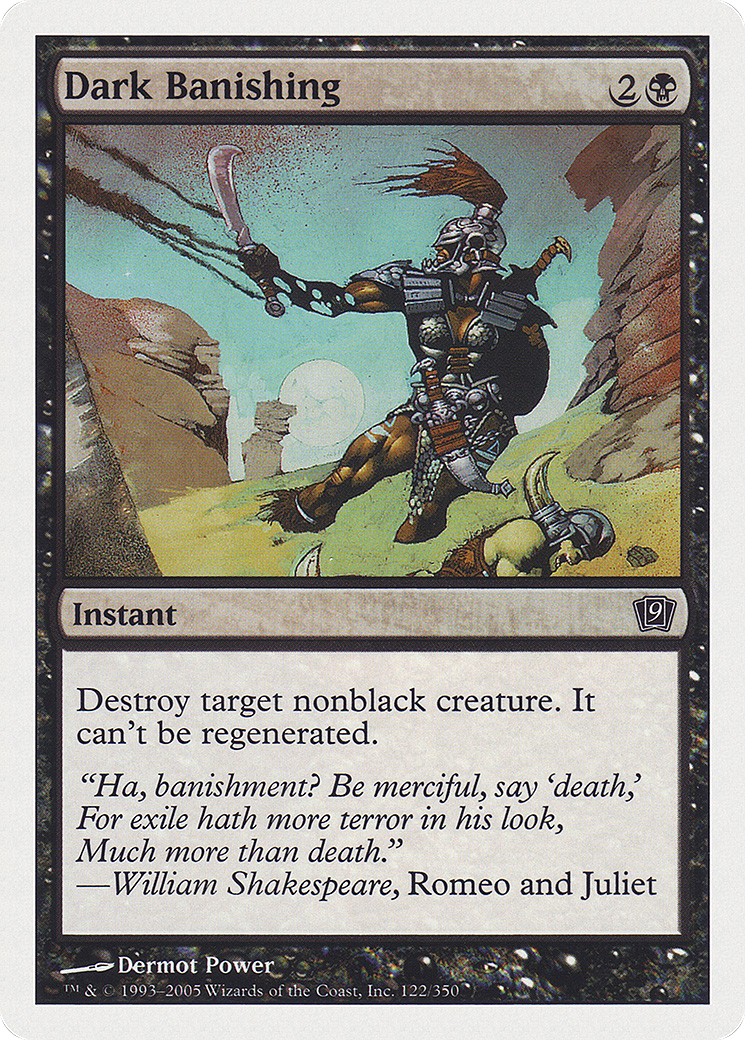 Dark Banishing 2
Instant 9
Destroy target nonblack creature. It
can't be regenerated.
"Ha, banishment? Be merciful, say 'death,'
For exile hath more terror in his look,
Much more than death."
—William Shakespeare, Romeo and Juliet
Dermot Power
™ & © 1993–2005 Wizards of the Coast, Inc. 122/350